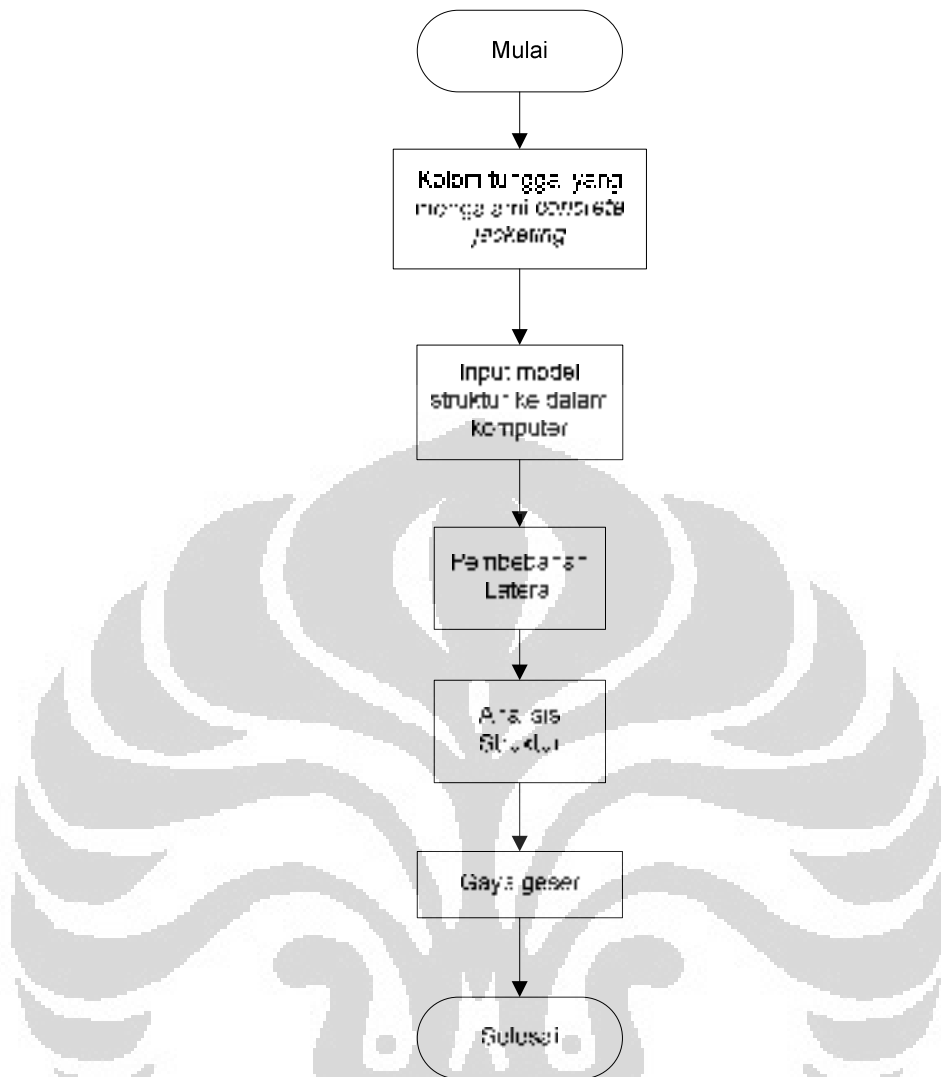 Mulai
Kolom tunggal yang
mengalami concrete
jacketing
Input model
struktur ke dalam
komputer
Pembebanan
Lateral
Analisis
Struktur
Gaya geser
Selesai